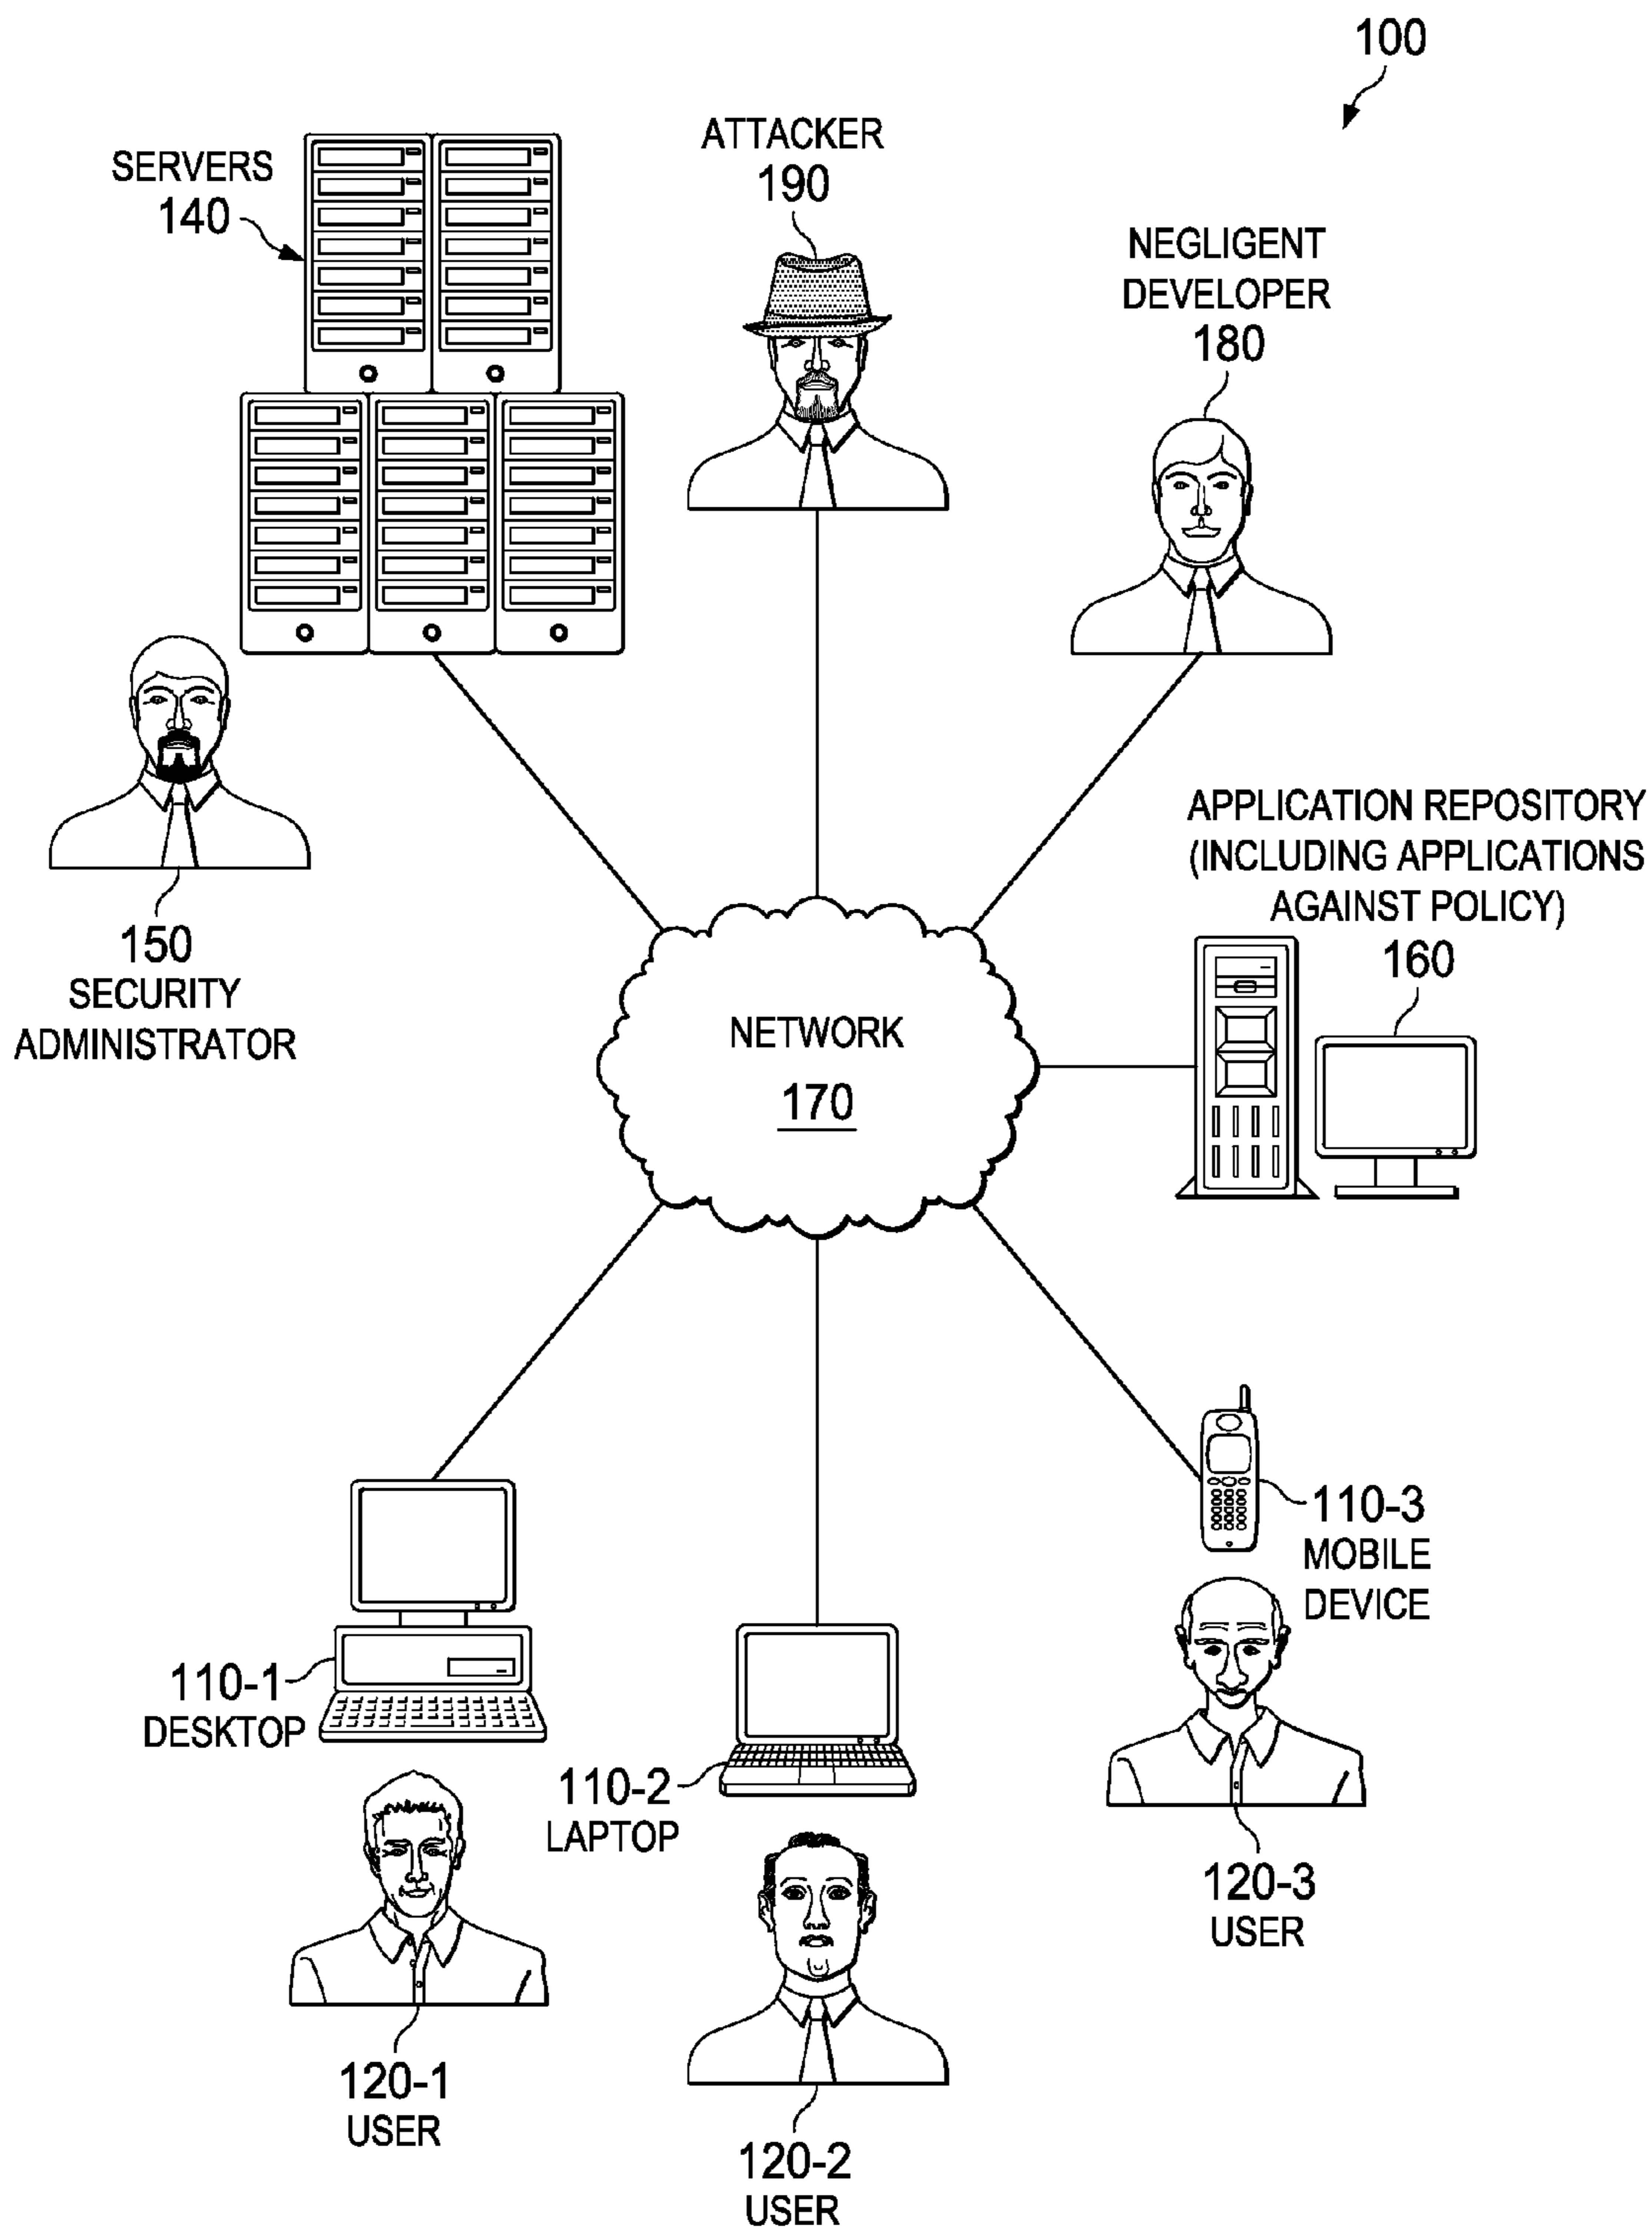 100
SERVERS
140
ATTACKER
190
NEGLIGENT
DEVELOPER
180
150
SECURITY
ADMINISTRATOR
APPLICATION REPOSITORY
(INCLUDING APPLICATIONS
AGAINST POLICY)
160
NETWORK
170
110-1
DESKTOP
110-2
LAPTOP
110-3
MOBILE
DEVICE
120-1
USER
120-2
USER
120-3
USER